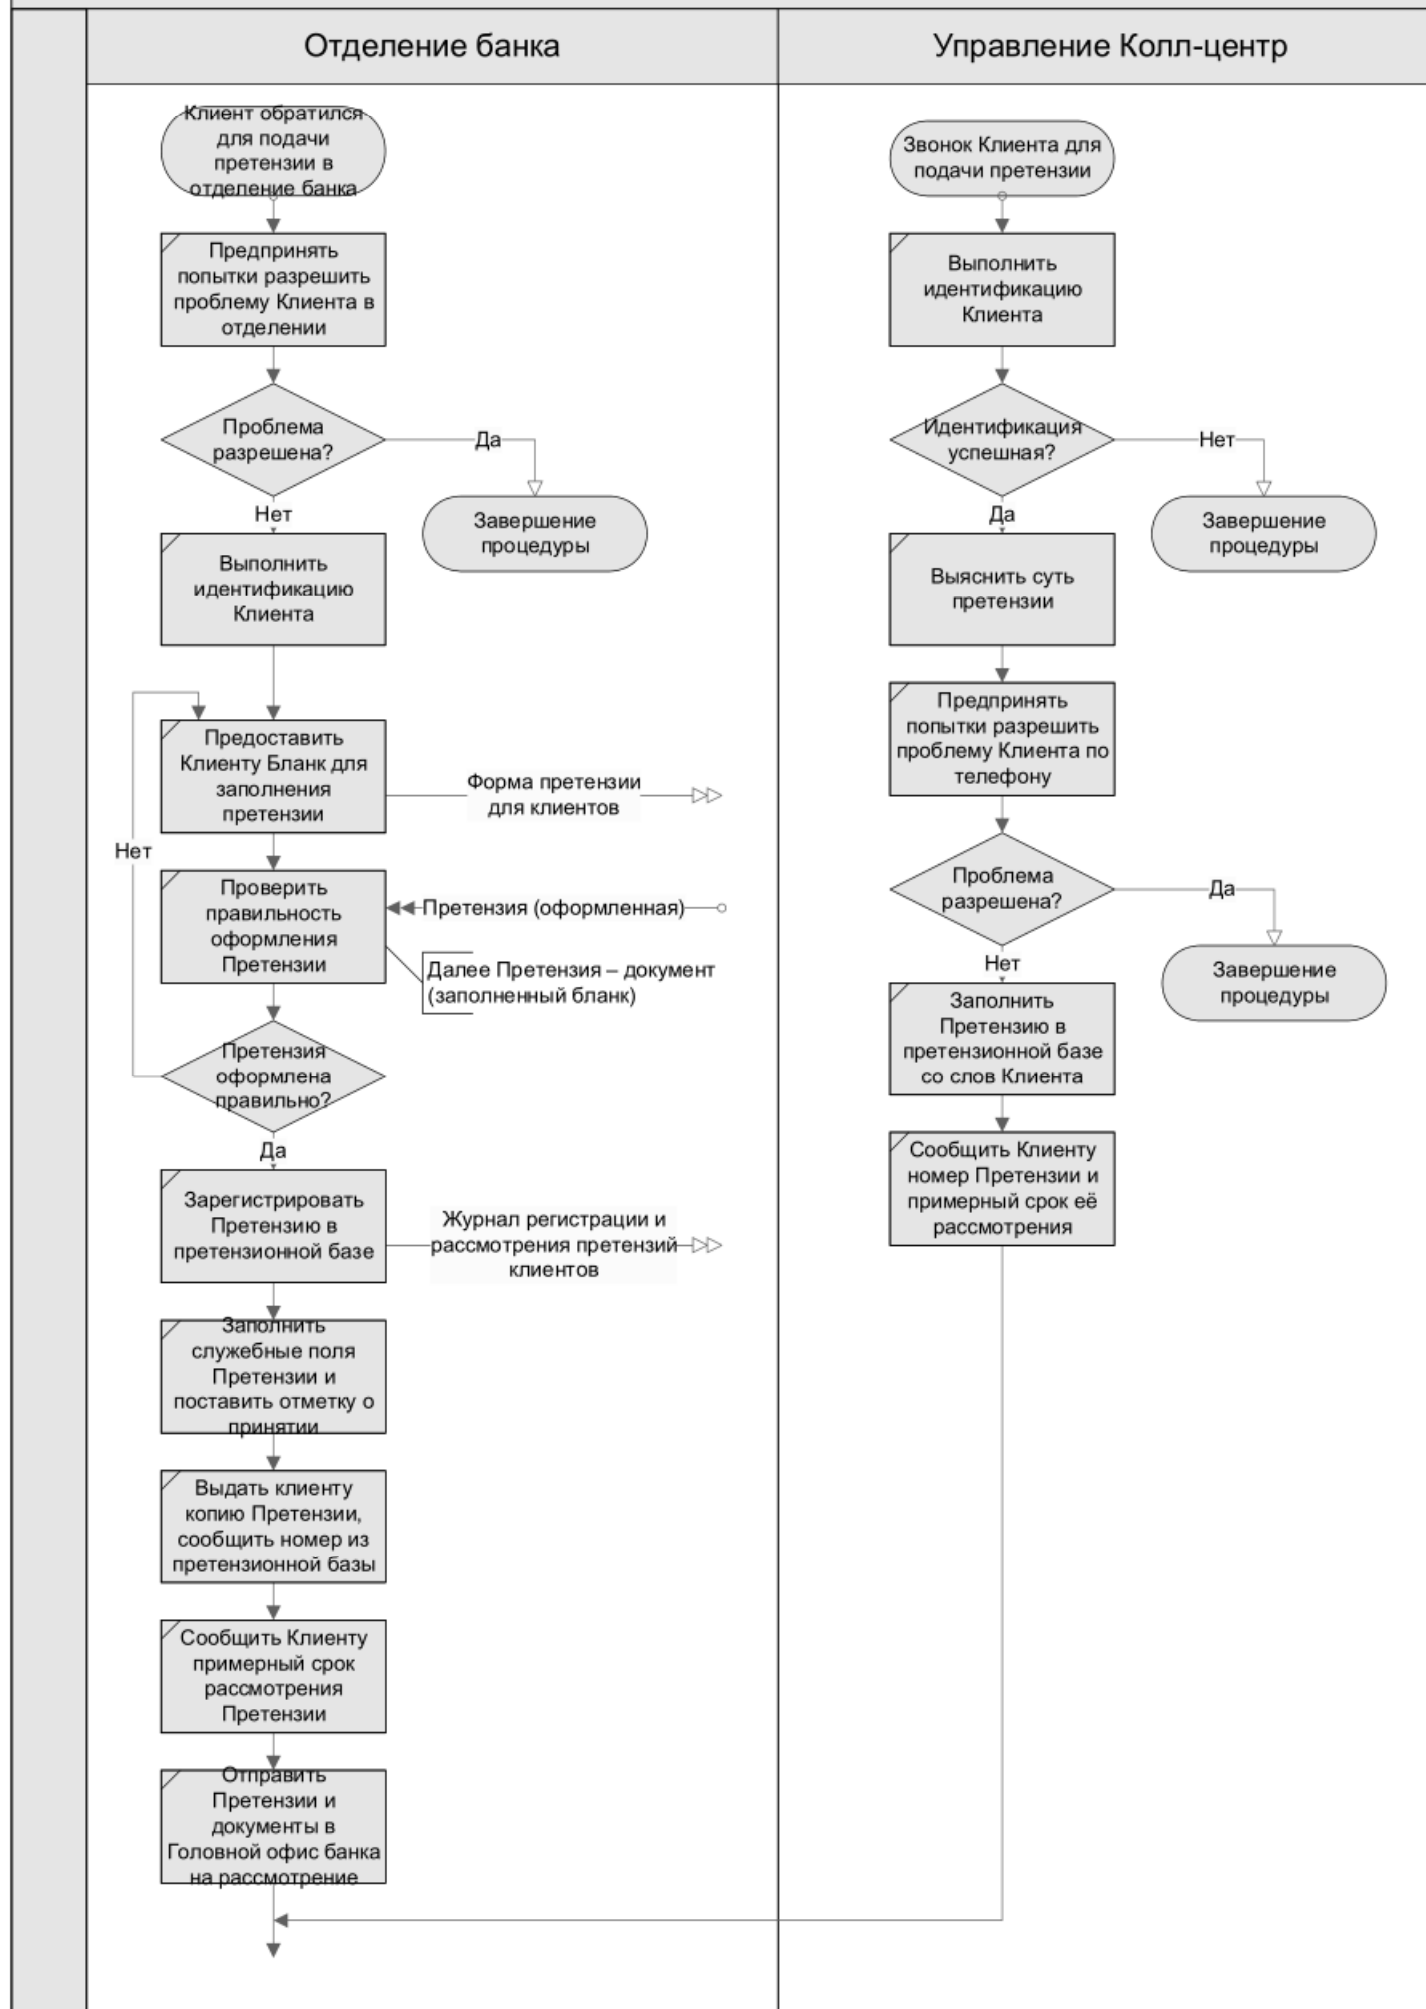 Отделение банка
Управление Колл-центр
Клиент обратился
для подачи
претензии в
отделение банка
Предпринять
попытки разрешить
проблему Клиента в
отделении
Проблема
разрешена?
Да
Завершение
процедуры
Нет
Выполнить
идентификацию
Клиента
Предоставить
Клиенту Бланк для
заполнения
претензии
Форма претензии
для клиентов
Нет
Проверить
правильность
оформления
Претензии
Претензия (оформленная)
Далее Претензия – документ
(заполненный бланк)
Претензия
оформлена
правильно?
Да
Зарегистрировать
Претензию в
претензионной базе
Журнал регистрации и
рассмотрения претензий
клиентов
Заполнить
служебные поля
Претензии и
поставить отметку о
принятии
Выдать клиенту
копию Претензии,
сообщить номер из
претензионной базы
Сообщить Клиенту
примерный срок
рассмотрения
Претензии
Отправить
Претензии и
документы в
Головной офис банка
на рассмотрение
Звонок Клиента для
подачи претензии
Выполнить
идентификацию
Клиента
Идентификация
успешная?
Нет
Завершение
процедуры
Да
Выяснить суть
претензии
Предпринять
попытки разрешить
проблему Клиента по
телефону
Проблема
разрешена?
Да
Завершение
процедуры
Нет
Заполнить
Претензию в
претензионной базе
со слов Клиента
Сообщить Клиенту
номер Претензии и
примерный срок её
рассмотрения